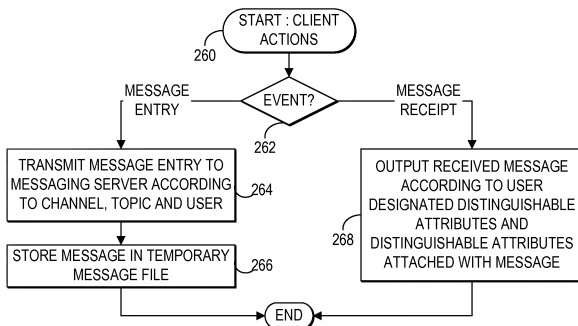 START : CLIENT
ACTIONS
260
MESSAGE
ENTRY
EVENT?
MESSAGE
RECEIPT
262
TRANSMIT MESSAGE ENTRY TO
MESSAGING SERVER ACCORDING
TO CHANNEL, TOPIC AND USER
264
STORE MESSAGE IN TEMPORARY
MESSAGE FILE
266
OUTPUT RECEIVED MESSAGE
ACCORDING TO USER
DESIGNATED DISTINGUISHABLE
ATTRIBUTES AND
DISTINGUISHABLE ATTRIBUTES
ATTACHED WITH MESSAGE
268
END